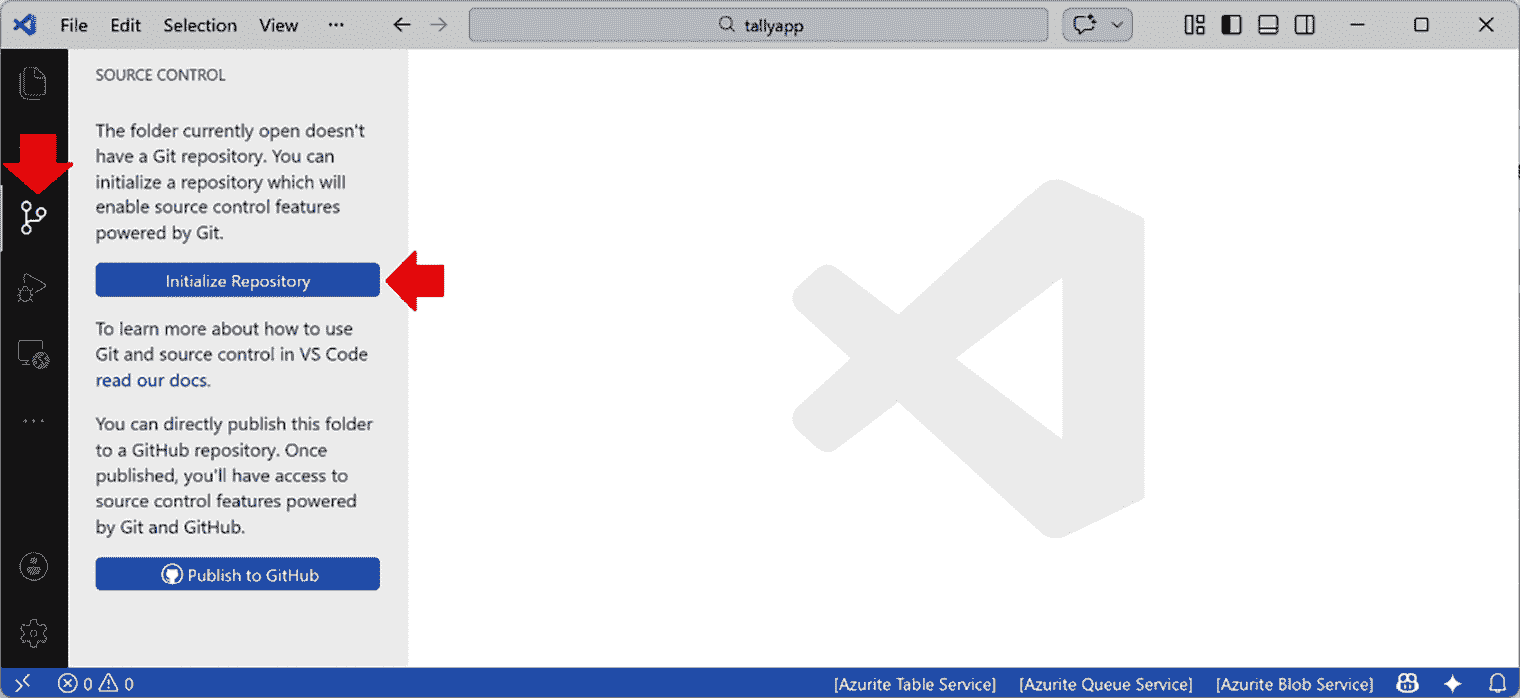 File Edit Selection View ··· tallyapp
SOURCE CONTROL
The folder currently open doesn't
have a Git repository. You can
initialize a repository which will
enable source control features
powered by Git.
Initialize Repository
To learn more about how to use
Git and source control in VS Code
read our docs.
You can directly publish this folder
to a GitHub repository. Once
published, you'll have access to
source control features powered
by Git and GitHub.
Publish to GitHub
0 0 [Azurite Table Service] [Azurite Queue Service] [Azurite Blob Service]